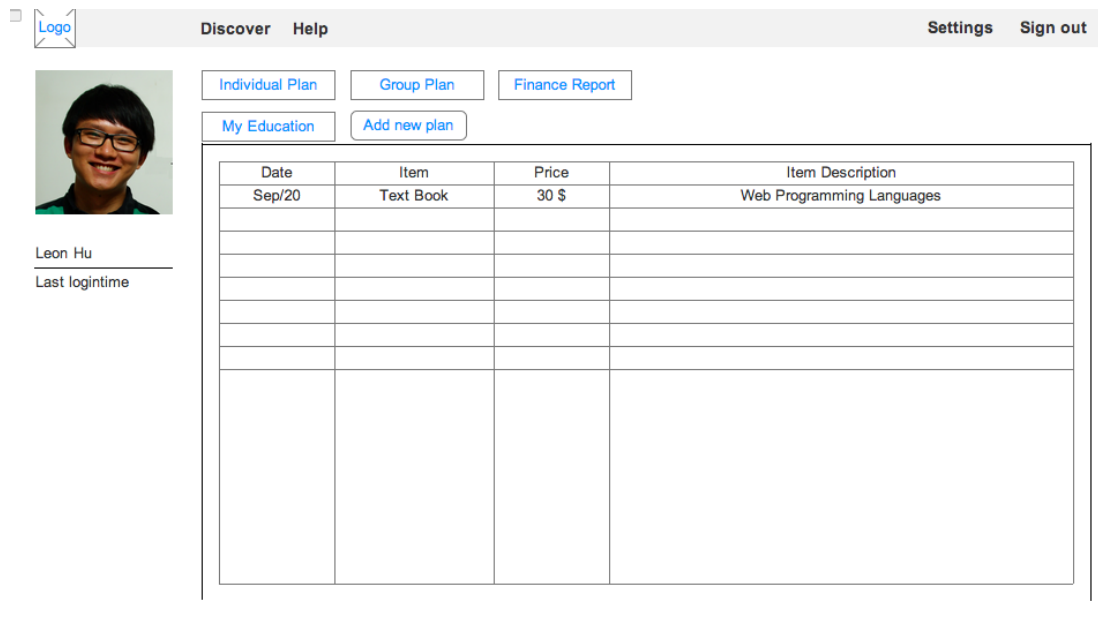 Logo Discover Help Settings Sign out
Individual Plan Group Plan Finance Report
My Education Add new plan
Date Item Price Item Description
Sep/20 Text Book 30 $ Web Programming Languages
Leon Hu
Last logintime